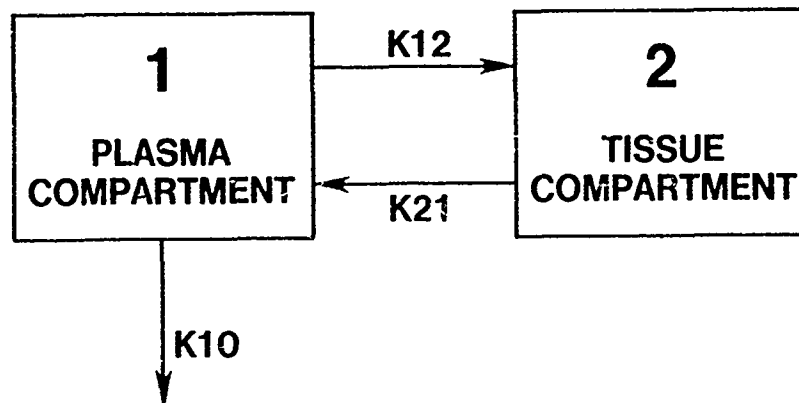 1
PLASMA
COMPARTMENT
K12
K21
2
TISSUE
COMPARTMENT
K10